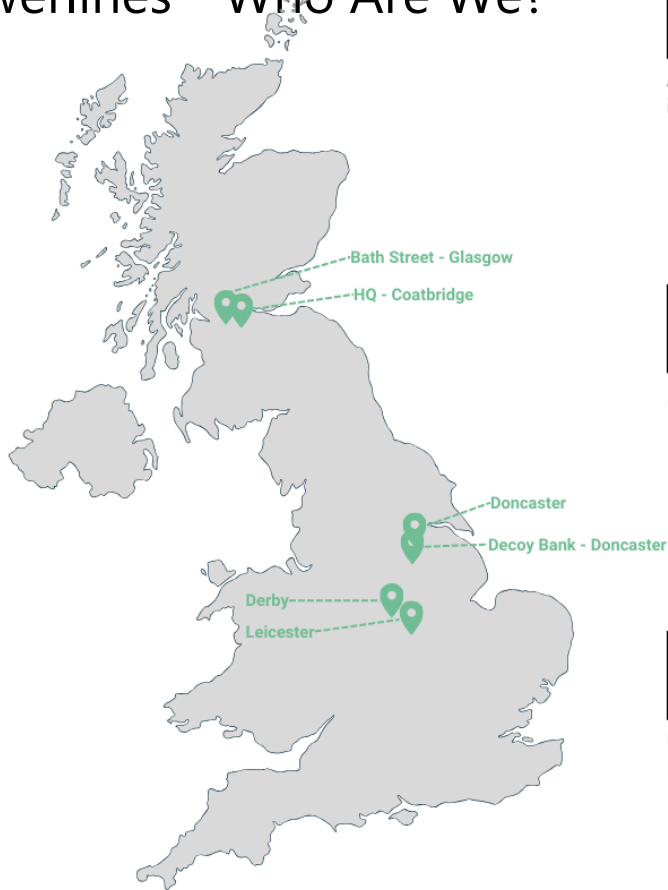 Who Are We?
Bath Street - Glasgow
HQ - Coatbridge
Doncaster
Decoy Bank - Doncaster
Derby
Leicester